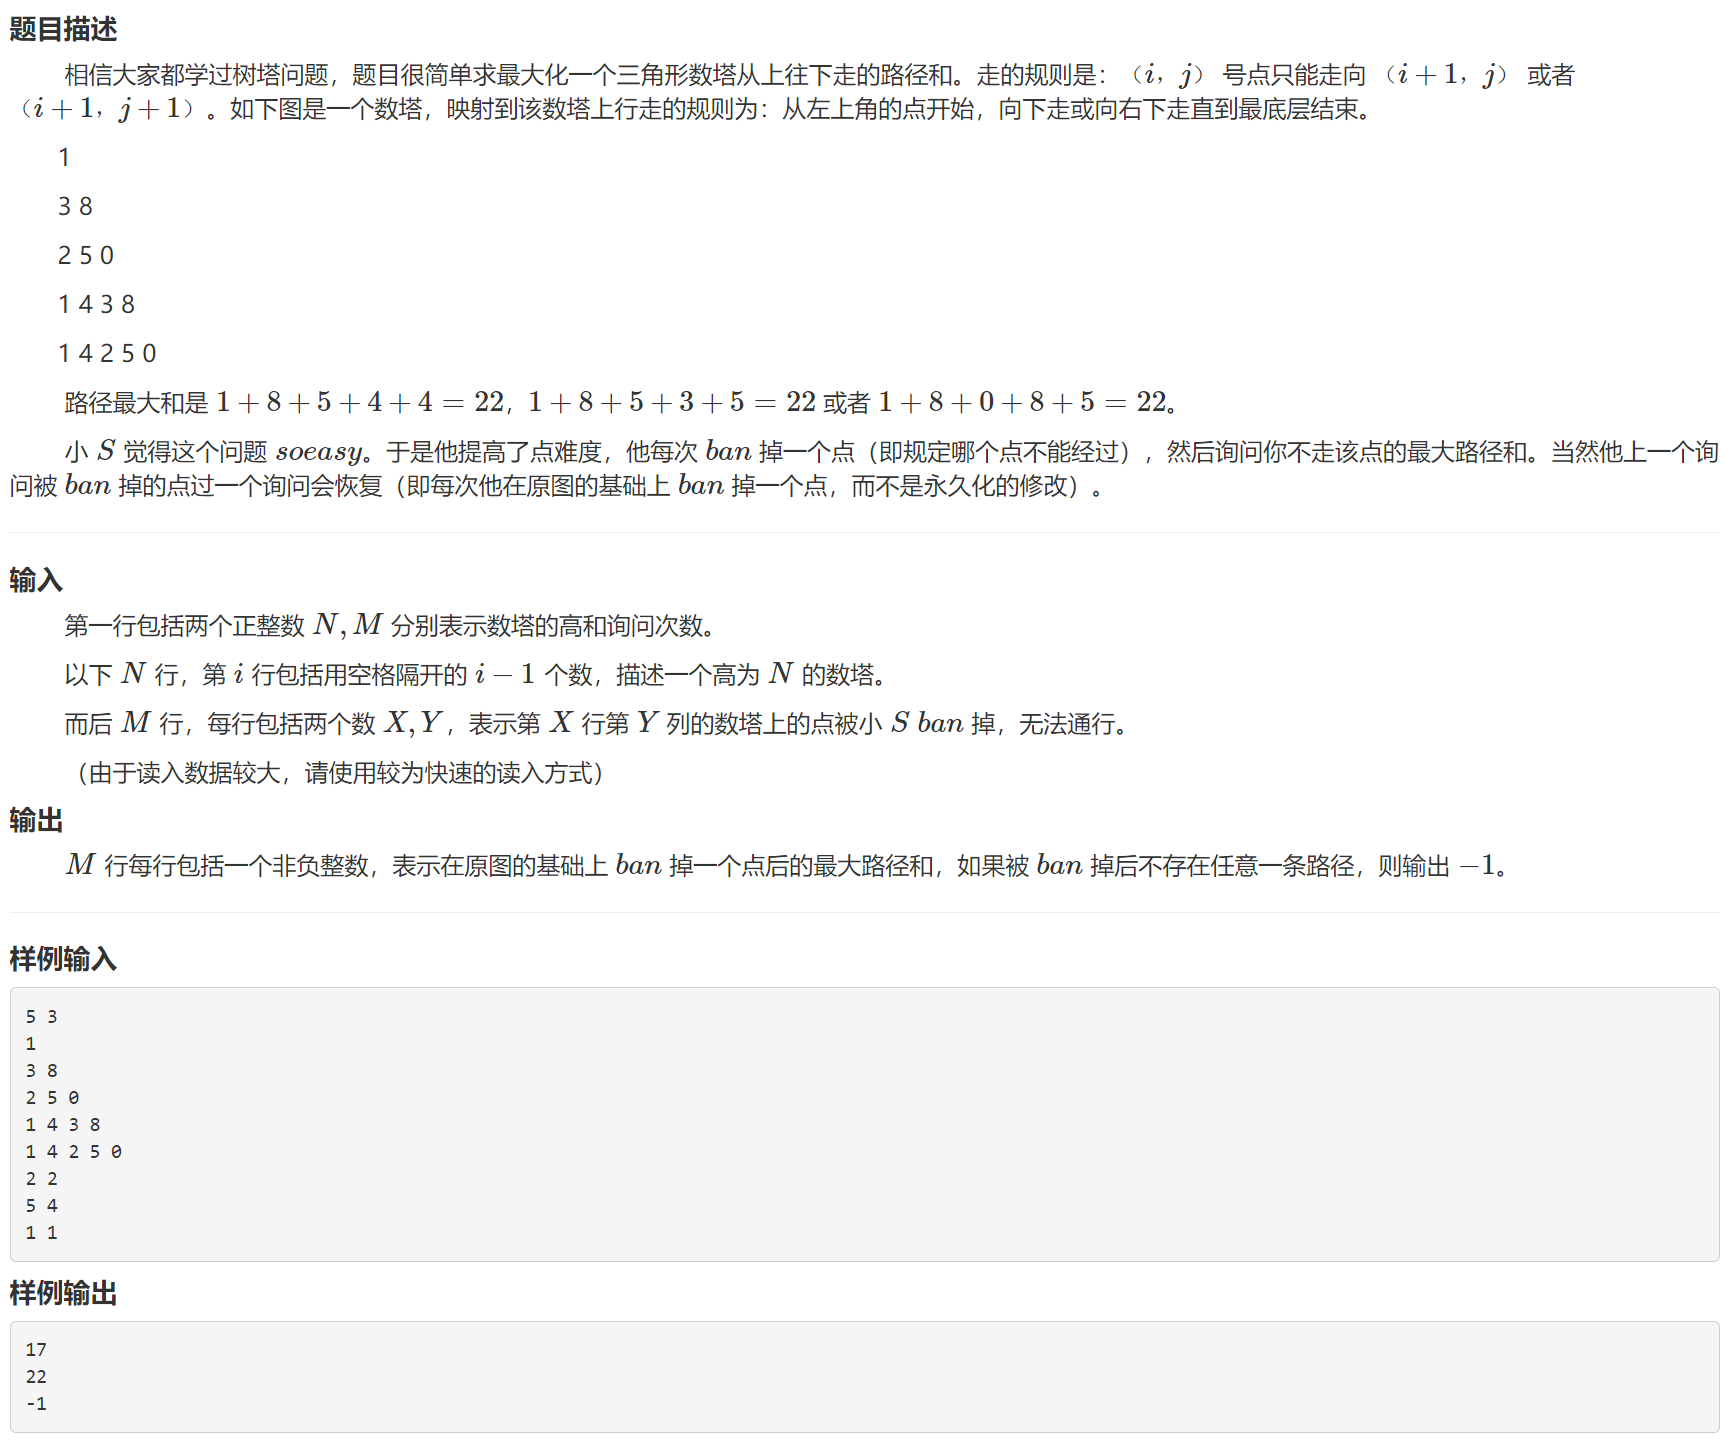 题目描述
相信大家都学过树塔问题，题目很简单求最大化一个三角形数塔从上往下走的路径和。走的规则是：（i，j）号点只能走向（i + 1，j）或者
（i + 1，j + 1）。如下图是一个数塔，映射到该数塔上行走的规则为：从左上角的点开始，向下走或向右下走直到最底层结束。
1
3 8
2 5 0
1 4 3 8
1 4 2 5 0
路径最大和是 1 + 8 + 5 + 4 + 4 = 22，1 + 8 + 5 + 3 + 5 = 22 或者 1 + 8 + 0 + 8 + 5 = 22。
小 S 觉得这个问题 soeasy。于是他提高了点难度，他每次 ban 掉一个点（即规定哪个点不能经过），然后询问你不走该点的最大路径和。当然他上一个询
问被 ban 掉的点过一个询问会恢复（即每次他在原图的基础上 ban 掉一个点，而不是永久化的修改）。
输入
第一行包括两个正整数 N, M 分别表示数塔的高和询问次数。
以下 N 行，第 i 行包括用空格隔开的 i − 1 个数，描述一个高为 N 的数塔。
而后 M 行，每行包括两个数 X, Y，表示第 X 行第 Y 列的数塔上的点被小 S ban 掉，无法通行。
（由于读入数据较大，请使用较为快速的读入方式）
输出
M 行每行包括一个非负整数，表示在原图的基础上 ban 掉一个点后的最大路径和，如果被 ban 掉后不存在任意一条路径，则输出 −1。
样例输入
5 3
1
3 8
2 5 0
1 4 3 8
1 4 2 5 0
2 2
5 4
1 1
样例输出
17
22
-1